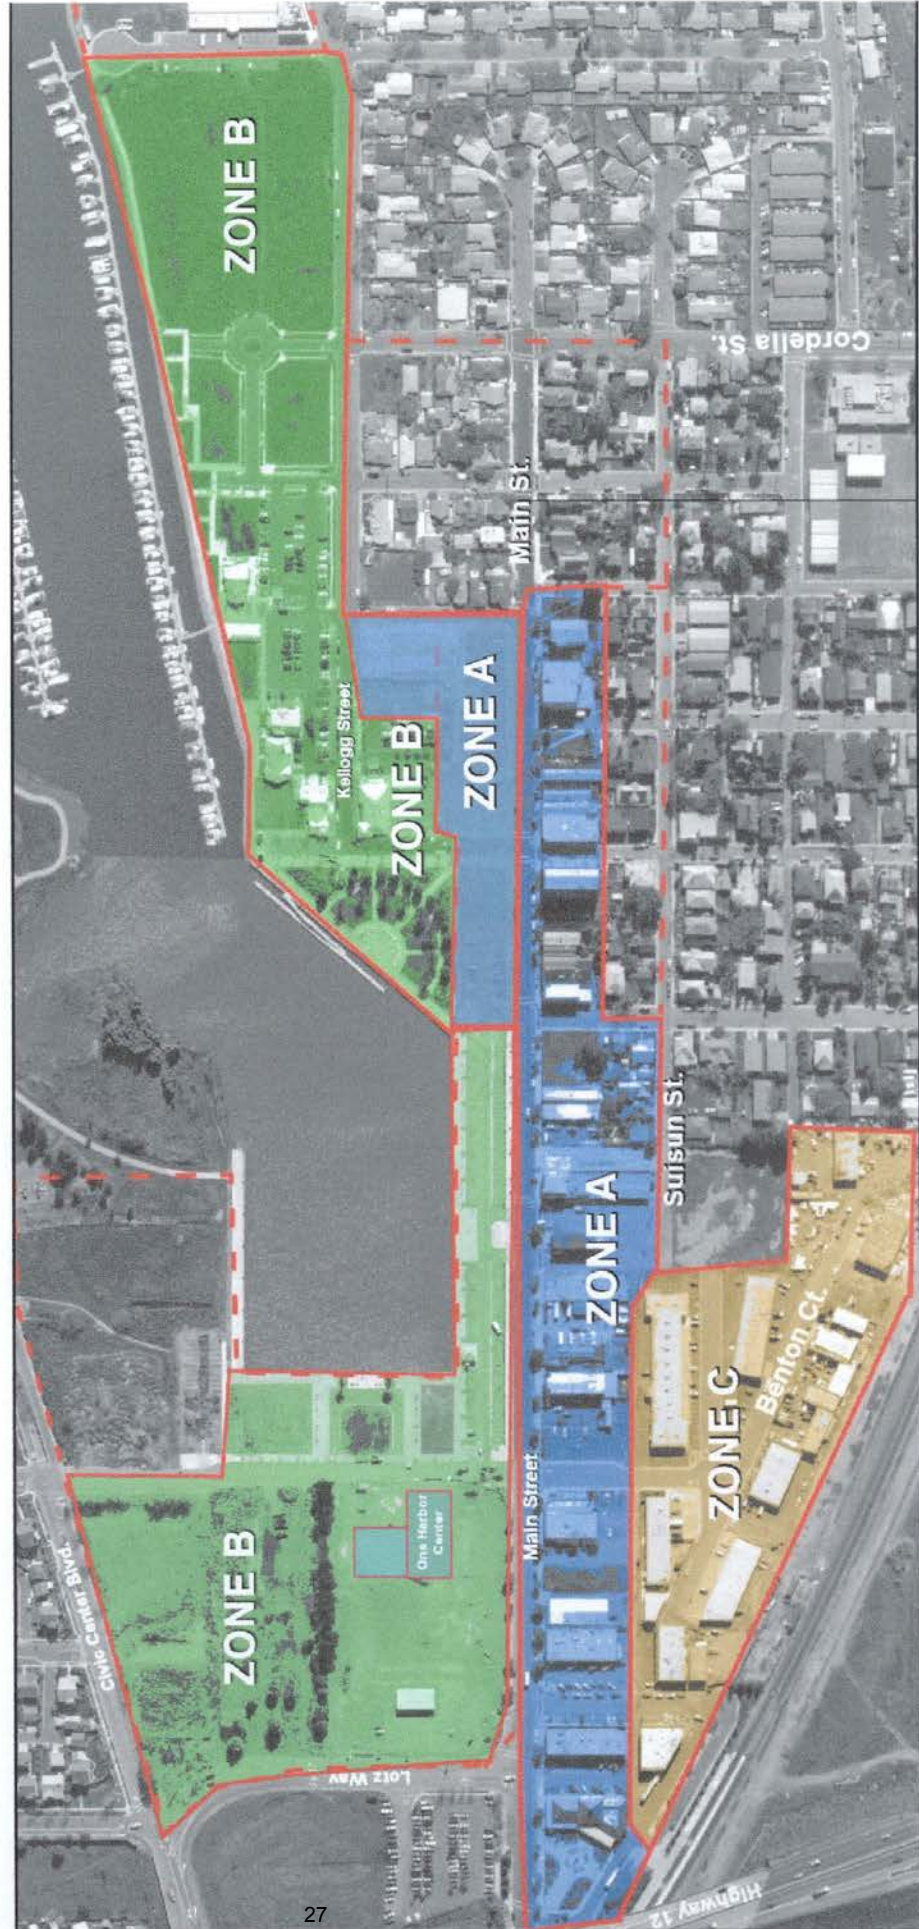 ZONE B
Cordelia St.
Main St.
Kellogg Street
ZONE B
ZONE A
Suisun St.
ZONE A
Benton Ct.
ZONE C
Main Street
One Harbor
Center
ZONE B
Civic Center Blvd.
Lotz Way
Highway 12
27